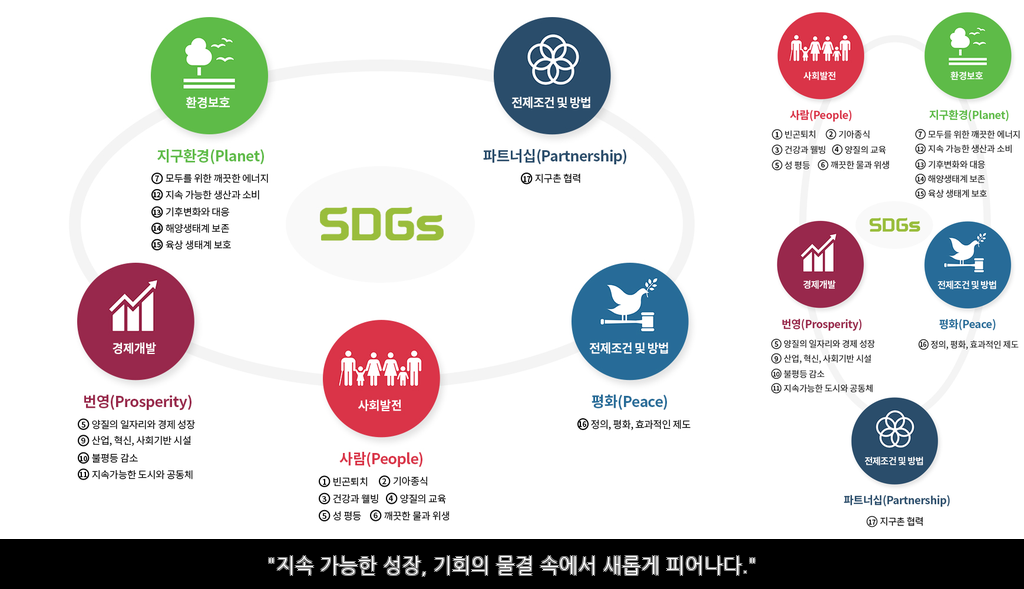 환경보호
지구환경(Planet)
⑦ 모두를 위한 깨끗한 에너지
⑫ 지속 가능한 생산과 소비
⑬ 기후변화와 대응
⑭ 해양생태계 보존
⑮ 육상 생태계 보호
전제조건 및 방법
파트너십(Partnership)
⑰ 지구촌 협력
SDGs
경제개발
번영(Prosperity)
⑤ 양질의 일자리와 경제 성장
⑨ 산업, 혁신, 사회기반 시설
⑩ 불평등 감소
⑪ 지속가능한 도시와 공동체
사회발전
사람(People)
① 빈곤퇴치 ② 기아종식
③ 건강과 웰빙 ④ 양질의 교육
⑤ 성 평등 ⑥ 깨끗한 물과 위생
전제조건 및 방법
평화(Peace)
⑯ 정의, 평화, 효과적인 제도
사회발전
사람(People)
① 빈곤퇴치 ② 기아종식
③ 건강과 웰빙 ④ 양질의 교육
⑤ 성 평등 ⑥ 깨끗한 물과 위생
환경보호
지구환경(Planet)
⑦ 모두를 위한 깨끗한 에너지
⑫ 지속 가능한 생산과 소비
⑬ 기후변화와 대응
⑭ 해양생태계 보존
⑮ 육상 생태계 보호
SDGs
경제개발
번영(Prosperity)
⑤ 양질의 일자리와 경제 성장
⑨ 산업, 혁신, 사회기반 시설
⑩ 불평등 감소
⑪ 지속가능한 도시와 공동체
전제조건 및 방법
평화(Peace)
⑯ 정의, 평화, 효과적인 제도
전제조건 및 방법
파트너십(Partnership)
⑰ 지구촌 협력
"지속 가능한 성장, 기회의 물결 속에서 새롭게 피어나다."